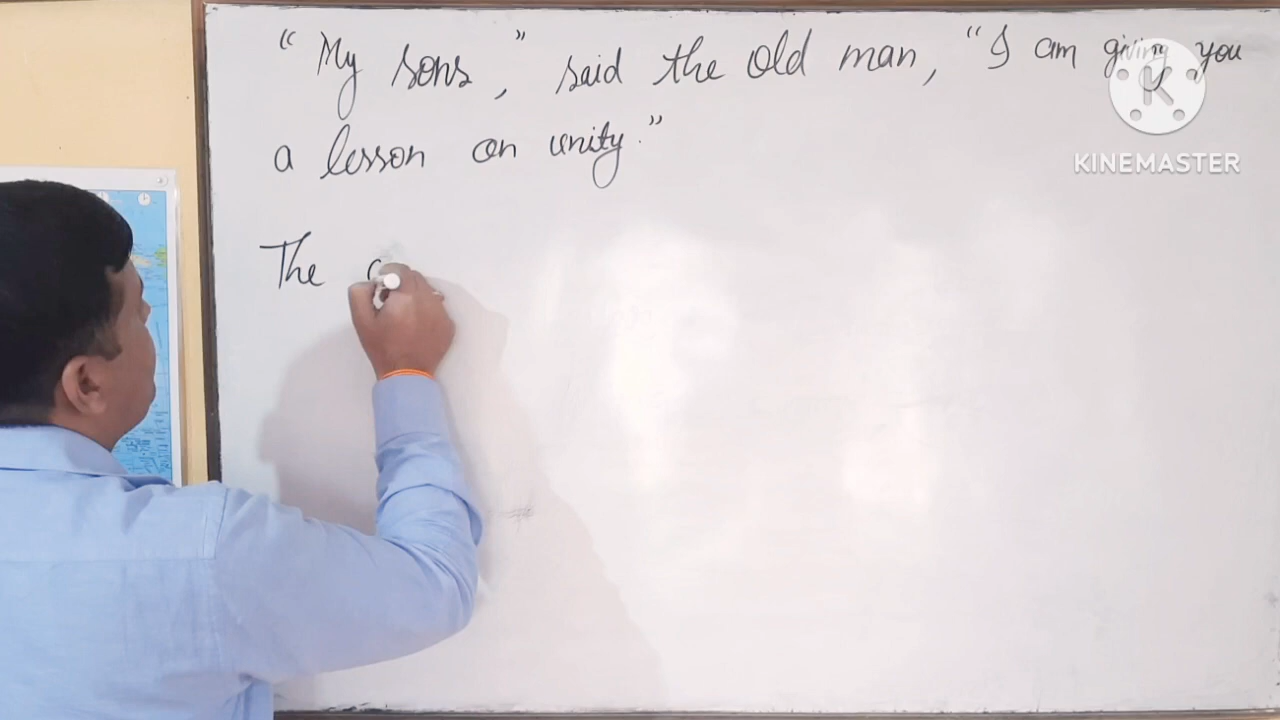 "My sons," said the old man, "I am giving you
a lesson on unity."
The
K
KINEMASTER